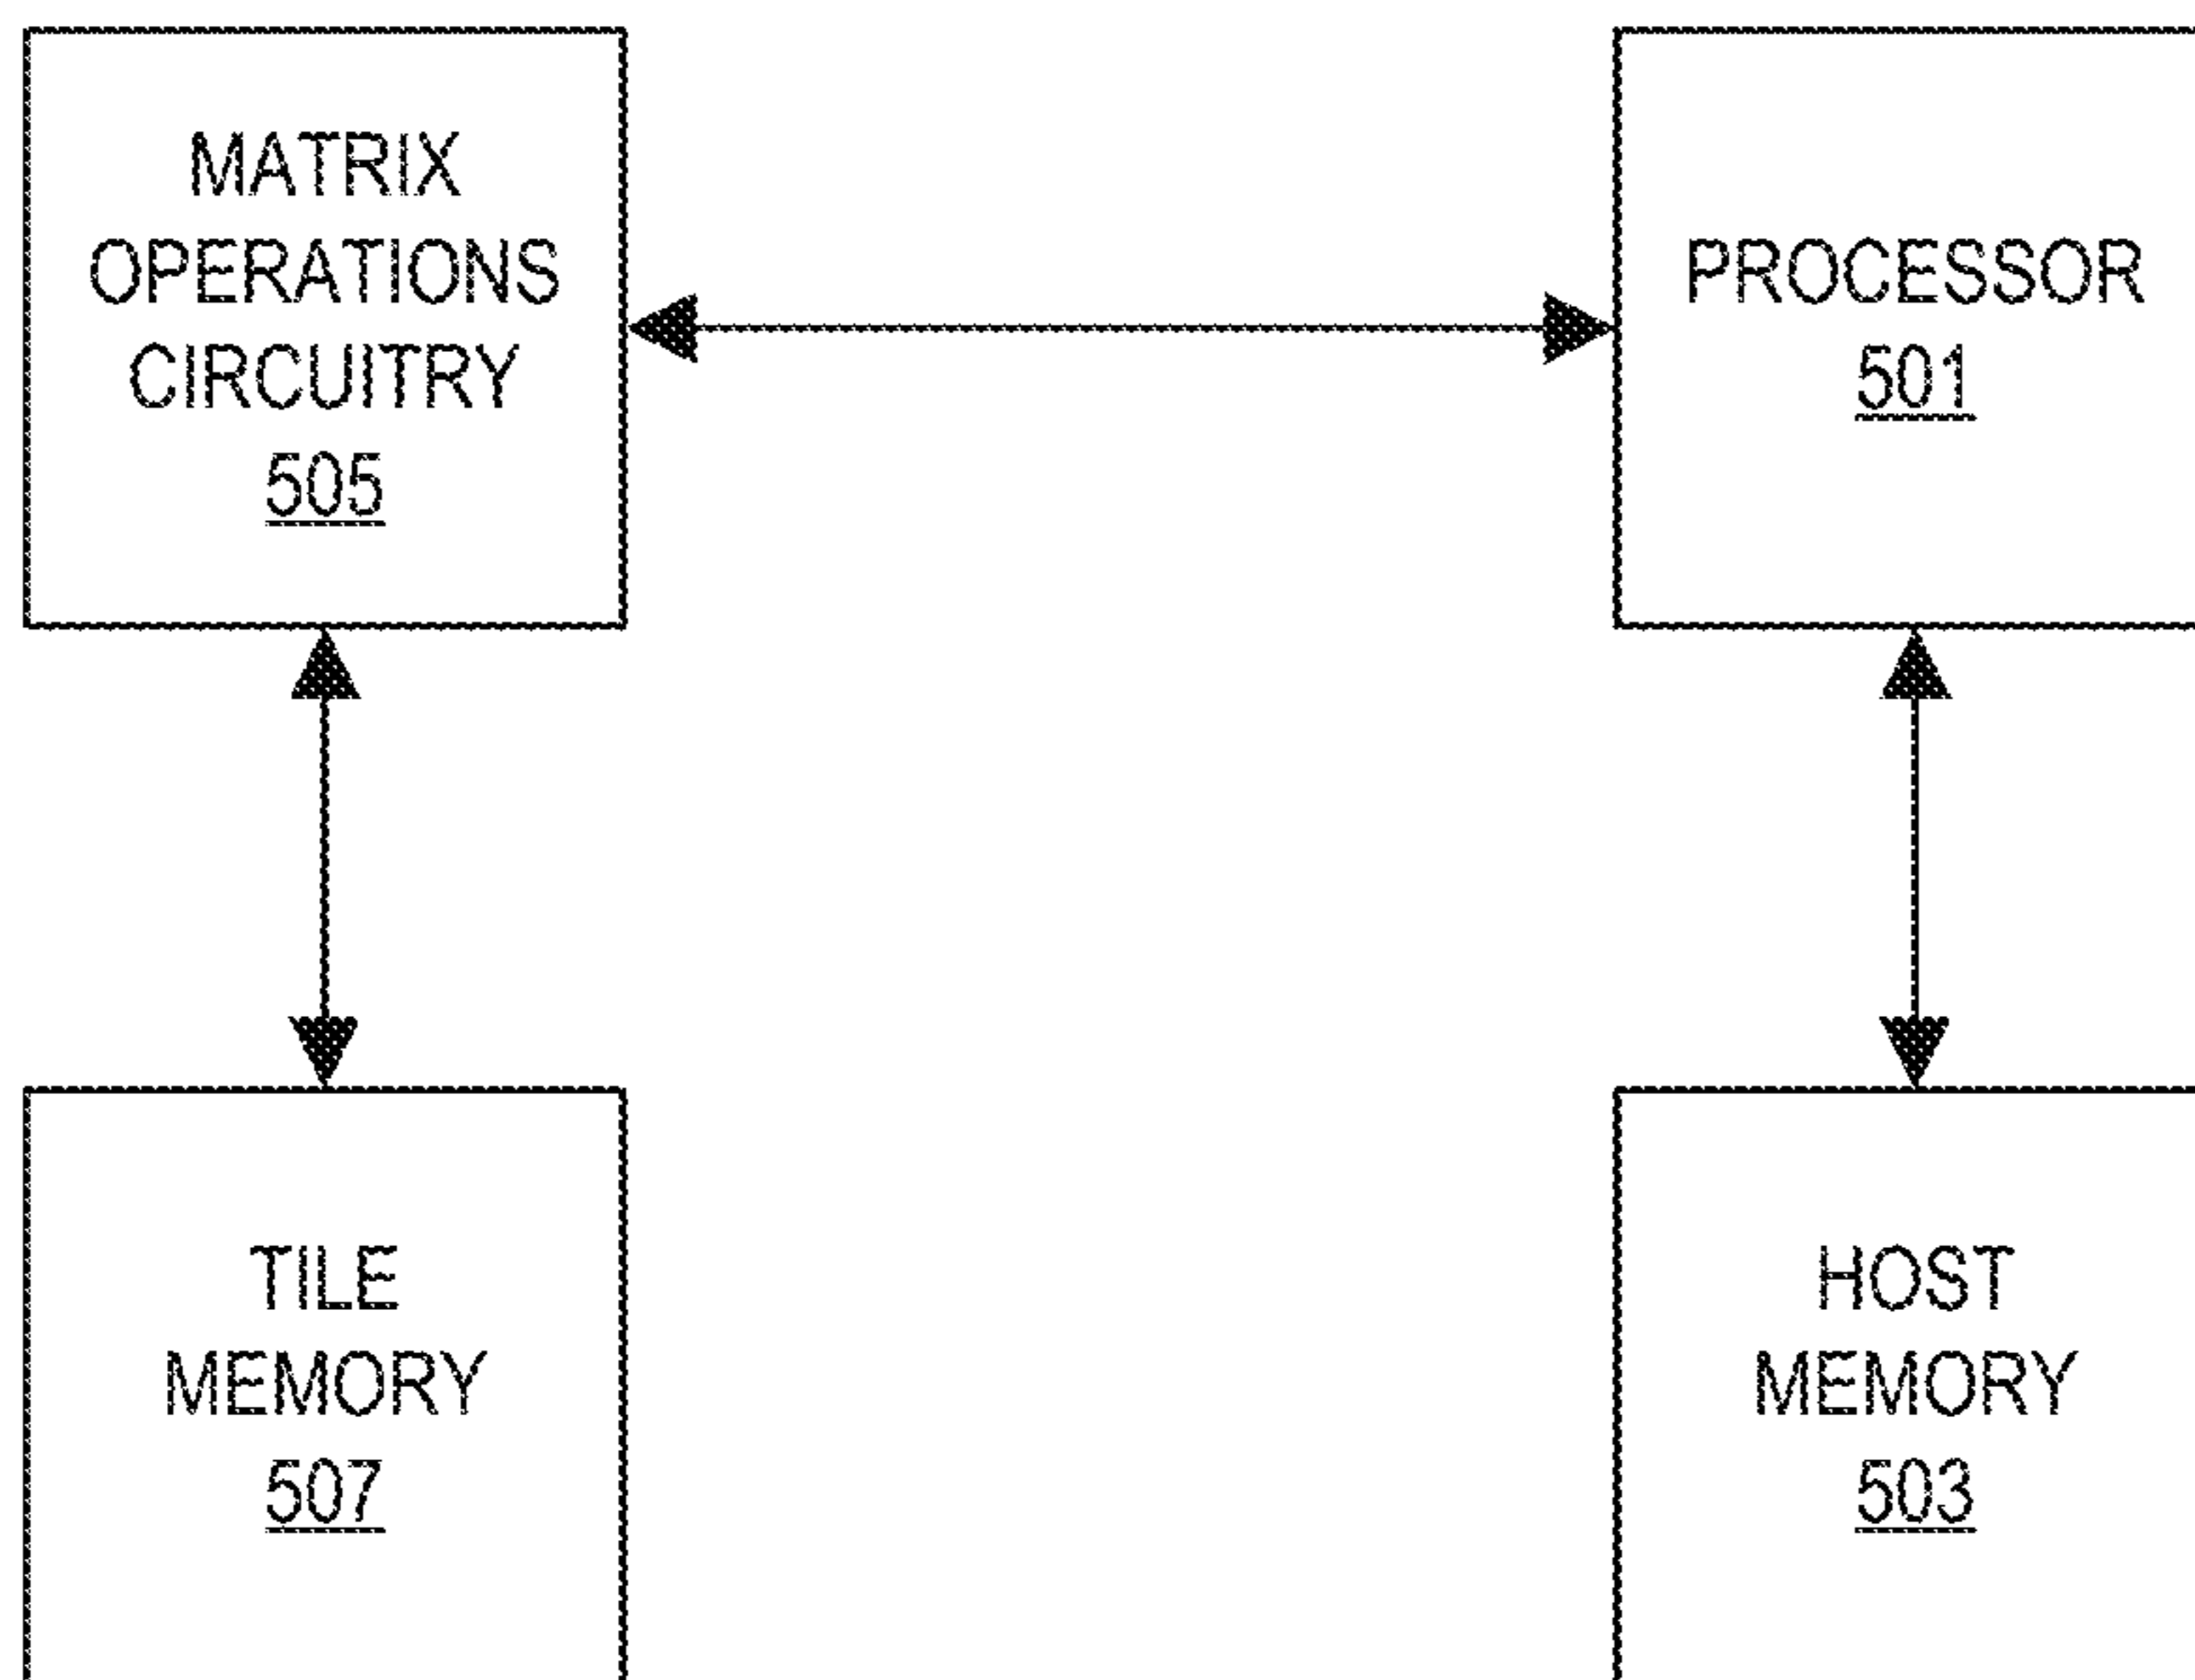 MATRIX
OPERATIONS
CIRCUITRY
505
PROCESSOR
501
TILE
MEMORY
507
HOST
MEMORY
503